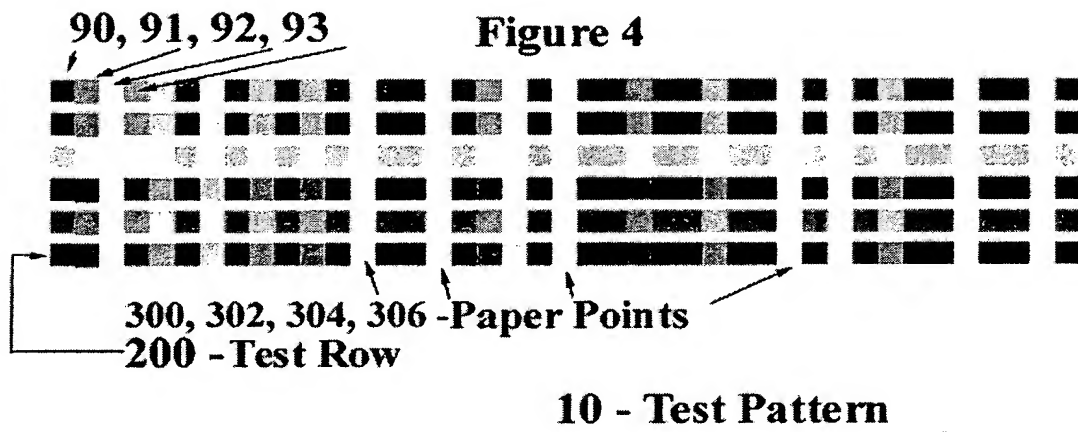 90, 91, 92, 93
Figure 4
300, 302, 304, 306 -Paper Points
200 -Test Row
10 - Test Pattern